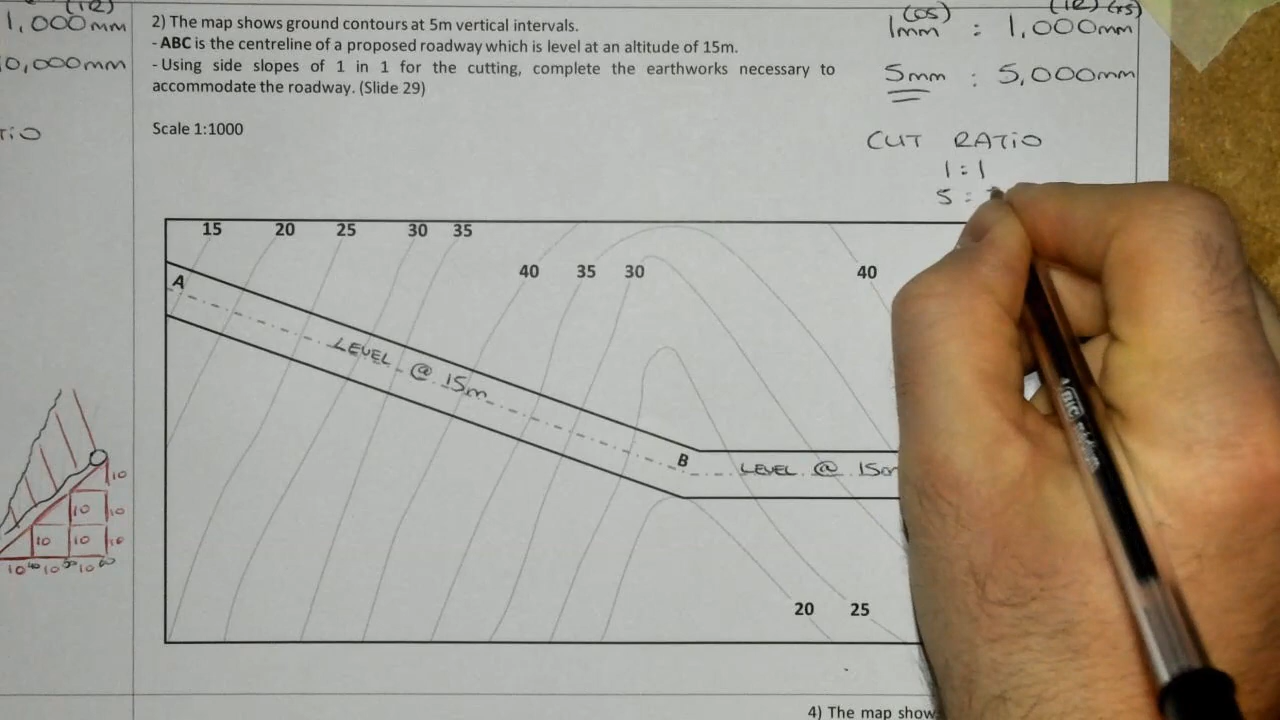 1,000mm
0,000mm
2) The map shows ground contours at 5m vertical intervals.
- ABC is the centreline of a proposed roadway which is level at an altitude of 15m.
- Using side slopes of 1 in 1 for the cutting, complete the earthworks necessary to
accommodate the roadway. (Slide 29)
Scale 1:1000
(OS)
1mm : 1,000mm
5mm : 5,000mm
CUT RATIO
1:1
5:
15 20 25 30 35
40 35 30 40
A
LEVEL @ 15m
B
LEVEL @ 15m
20 25
10
10 10
10 10 10
4) The map show
BIC